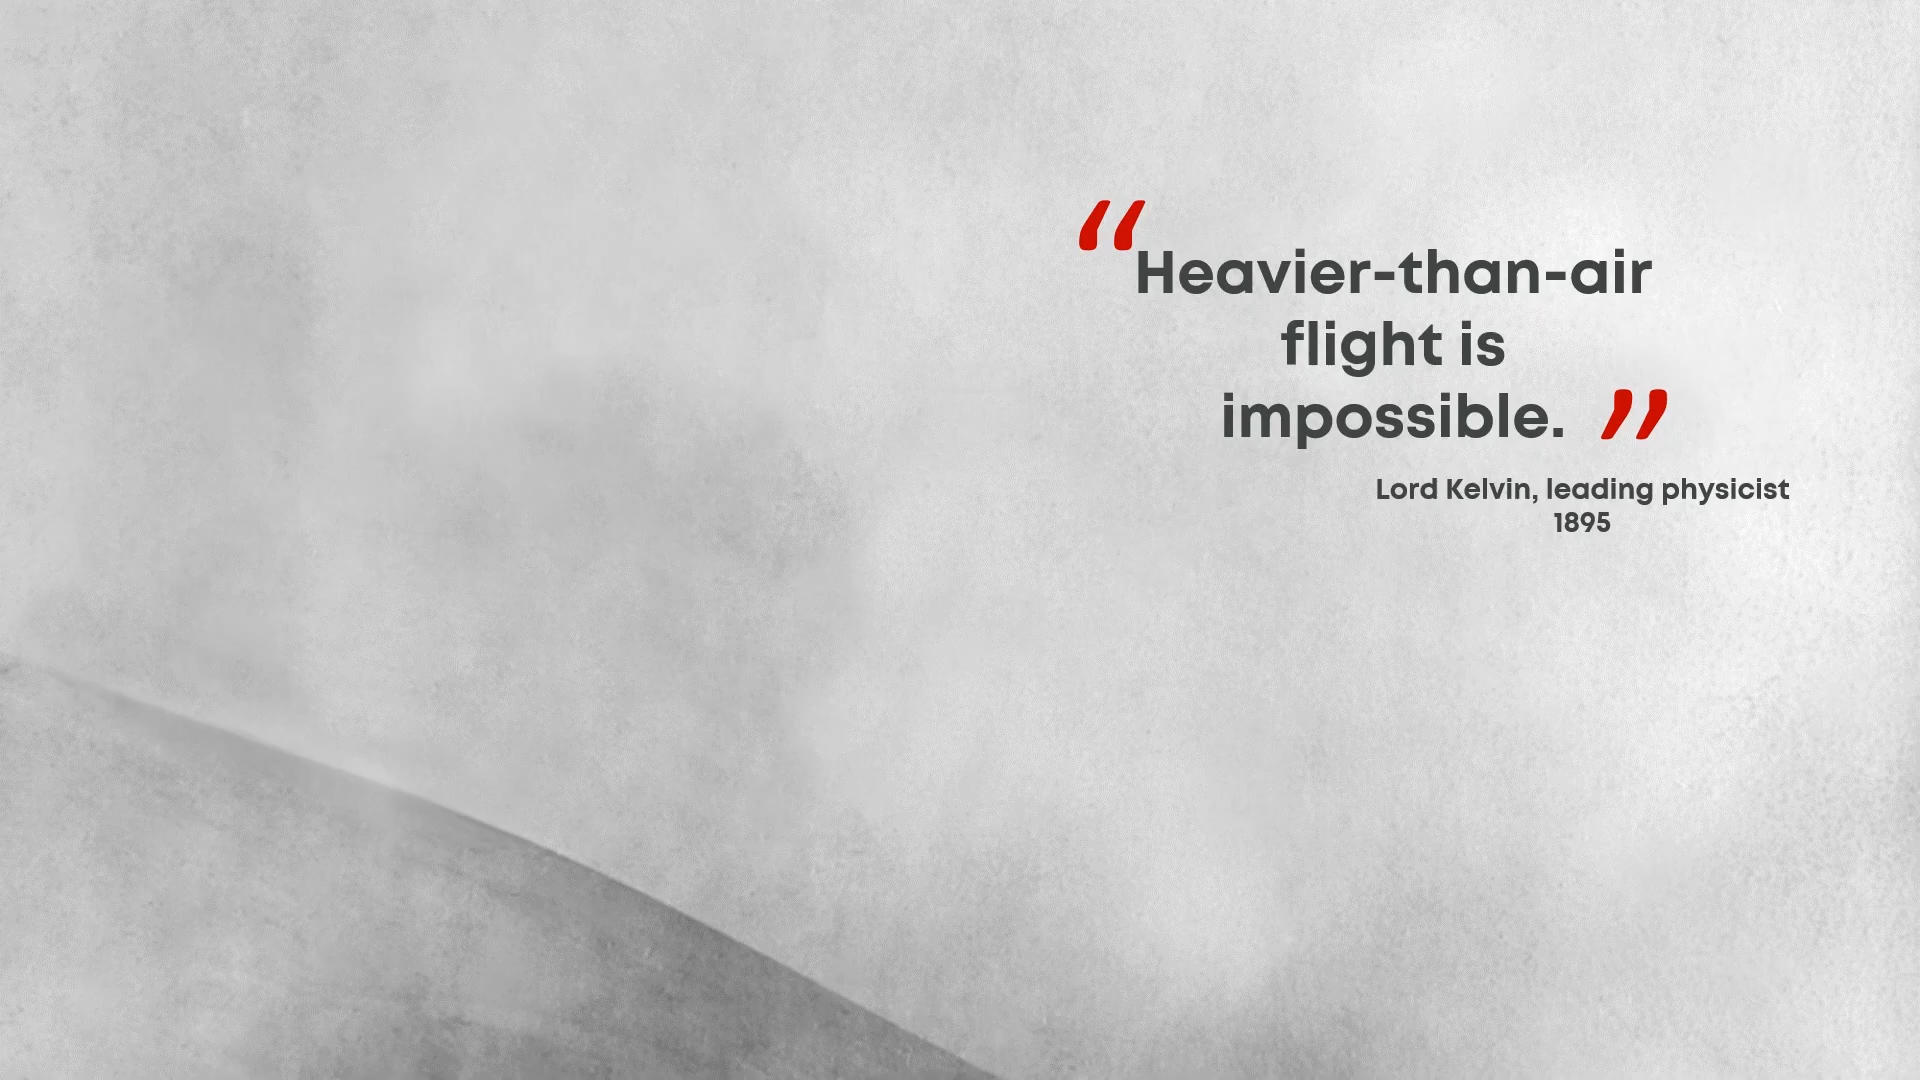 “Heavier-than-air
flight is
impossible.”
Lord Kelvin, leading physicist
1895